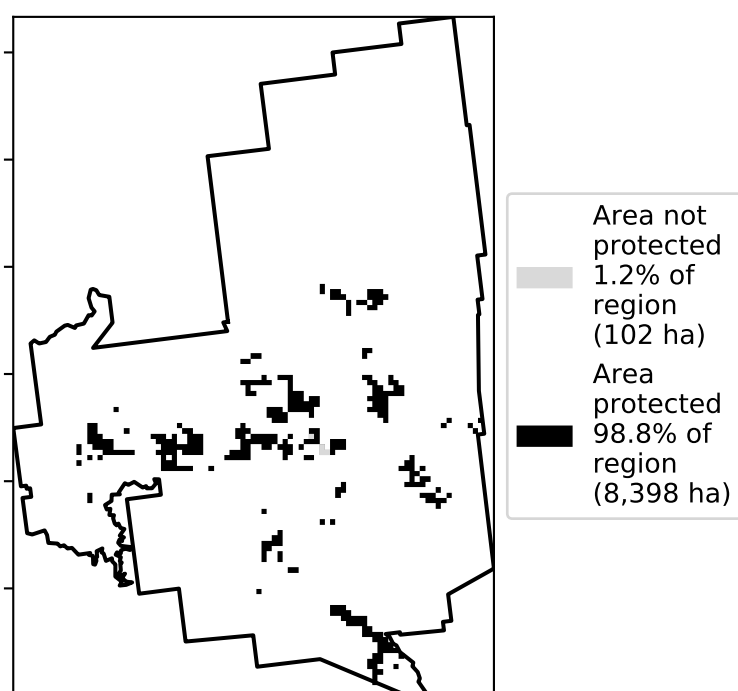 Area not
protected
1.2% of
region
(102 ha)
Area
protected
98.8% of
region
(8,398 ha)